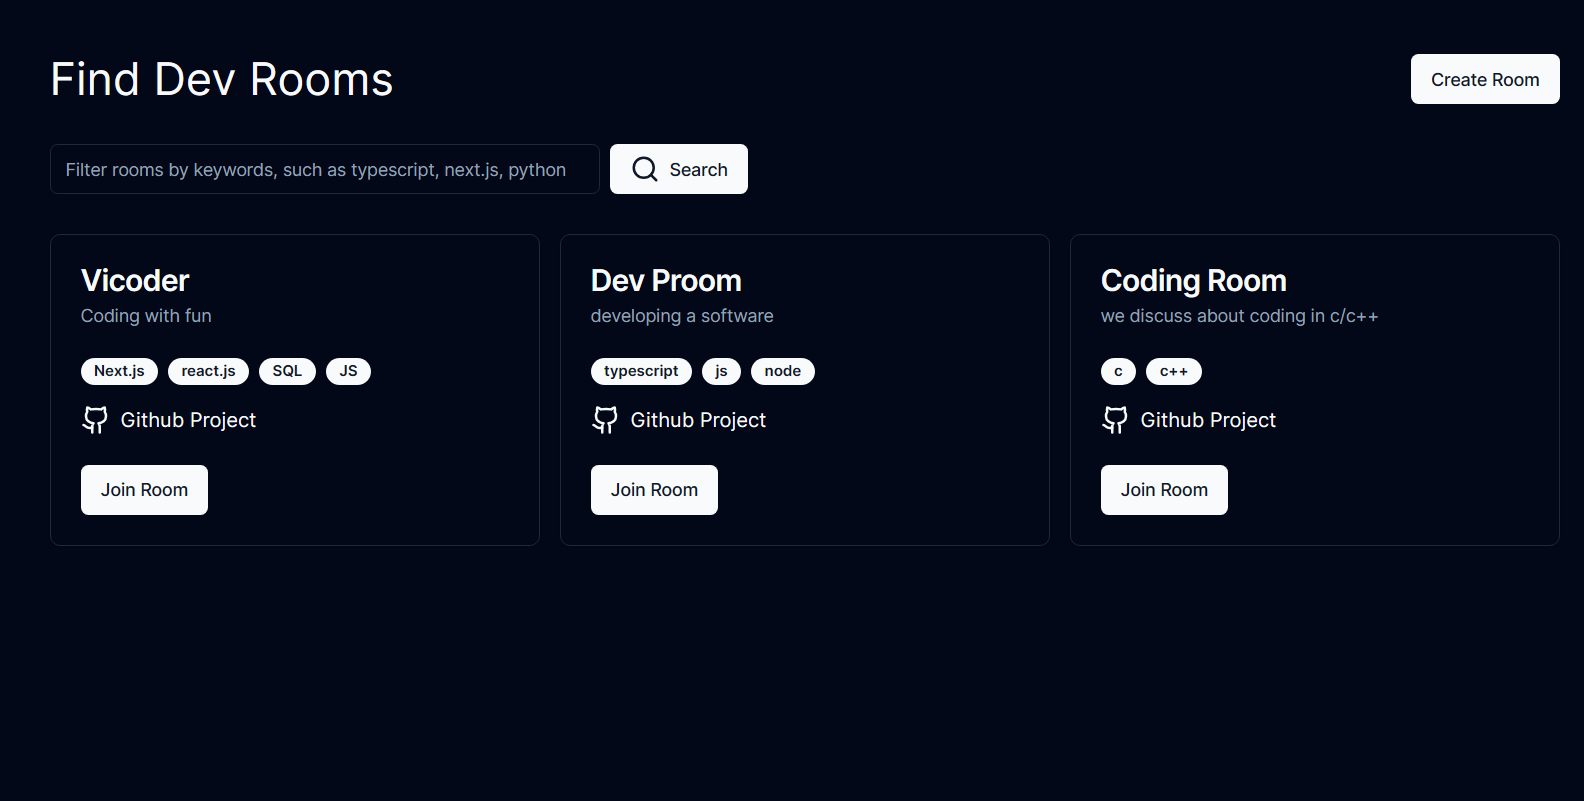 Find Dev Rooms
Create Room
Filter rooms by keywords, such as typescript, next.js, python
Search
Vicoder
Coding with fun
Next.js react.js SQL JS
Github Project
Join Room
Dev Proom
developing a software
typescript js node
Github Project
Join Room
Coding Room
we discuss about coding in c/c++
c c++
Github Project
Join Room